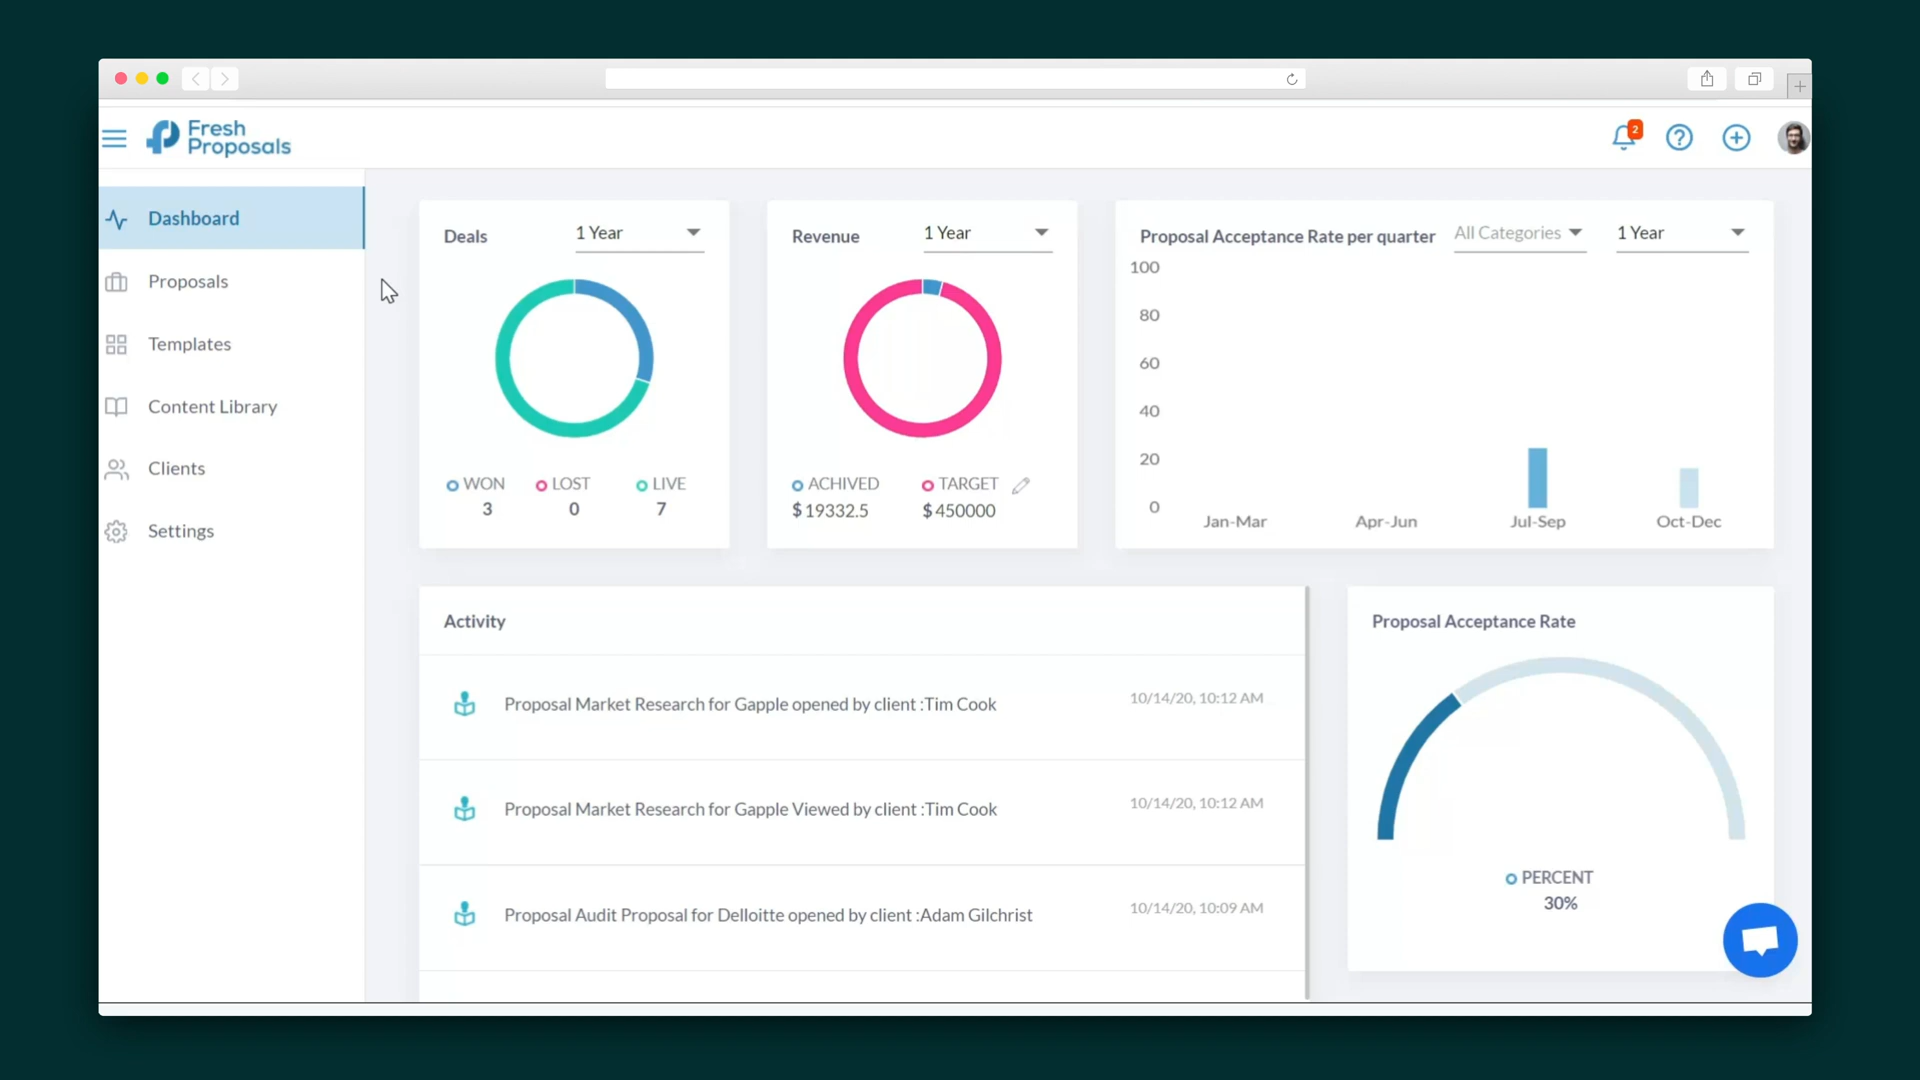 Fresh
Proposals
2
Dashboard
Proposals
Templates
Content Library
Clients
Settings
Deals
1 Year
WON
LOST
LIVE
3
0
7
Revenue
1 Year
ACHIVED
TARGET
$ 19332.5
$ 450000
Proposal Acceptance Rate per quarter
All Categories
1 Year
100
80
60
40
20
0
Jan-Mar
Apr-Jun
Jul-Sep
Oct-Dec
Activity
Proposal Market Research for Gapple opened by client :Tim Cook
10/14/20, 10:12 AM
Proposal Market Research for Gapple Viewed by client :Tim Cook
10/14/20, 10:12 AM
Proposal Audit Proposal for Delloitte opened by client :Adam Gilchrist
10/14/20, 10:09 AM
Proposal Acceptance Rate
PERCENT
30%